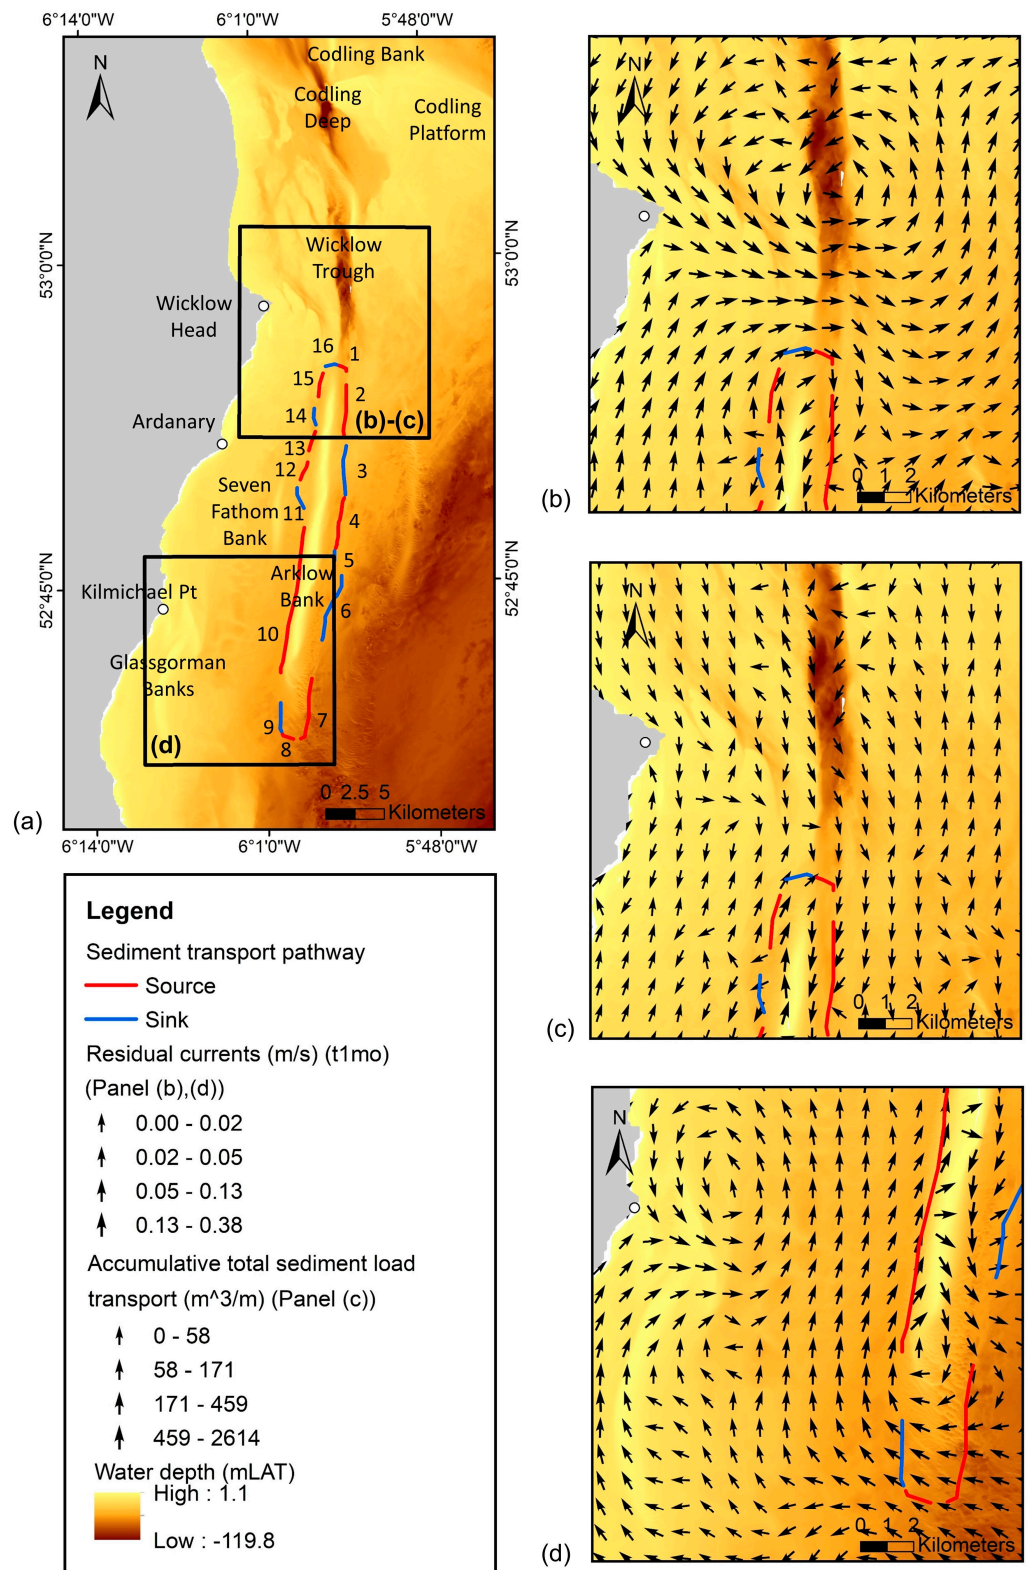 6°14'0"W 6°1'0"W 5°48'0"W
N
Codling Bank
Codling
Deep
Codling
Platform
53°0'0"N
53°0'0"N
Wicklow
Trough
Wicklow
Head
16
1
15
2
14
(b)-(c)
Ardanary
13
12
3
Seven
Fathom
Bank
11
4
52°45'0"N
52°45'0"N
5
Arklow
Bank
Kilmichael Pt
6
10
Glassgorman
Banks
9
7
8
(d)
0 2.5 5
Kilometers
(a)
6°14'0"W 6°1'0"W 5°48'0"W
Legend
Sediment transport pathway
Source
Sink
Residual currents (m/s) (t1mo)
(Panel (b),(d))
0.00 - 0.02
0.02 - 0.05
0.05 - 0.13
0.13 - 0.38
Accumulative total sediment load
transport (m^3/m) (Panel (c))
0 - 58
58 - 171
171 - 459
459 - 2614
Water depth (mLAT)
High : 1.1
Low : -119.8
N
0 1 2
Kilometers
(b)
N
0 1 2
Kilometers
(c)
N
0 1 2
Kilometers
(d)